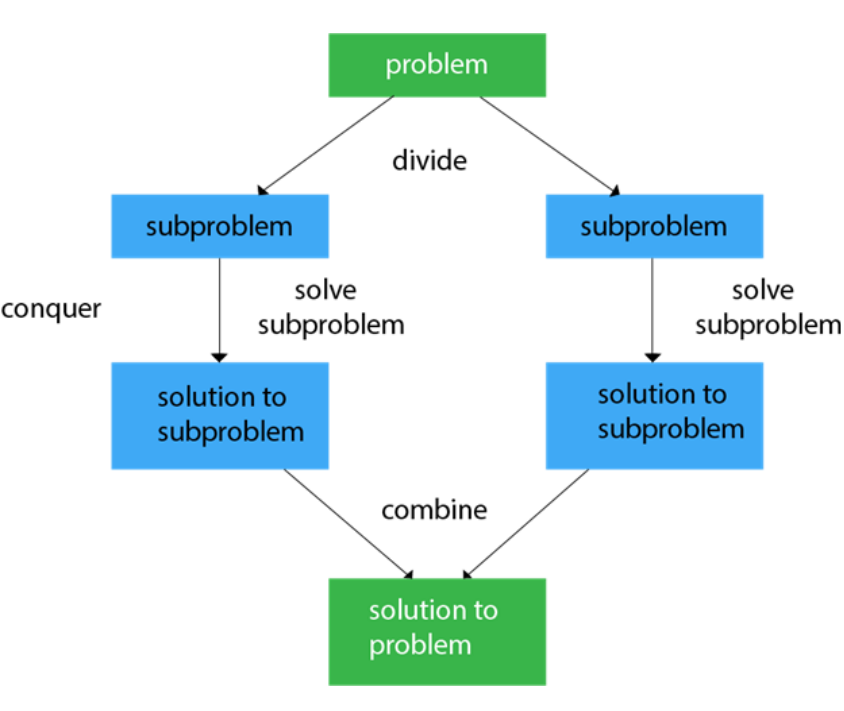 problem
divide
subproblem
subproblem
conquer
solve
subproblem
solve
subproblem
solution to
subproblem
solution to
subproblem
combine
solution to
problem